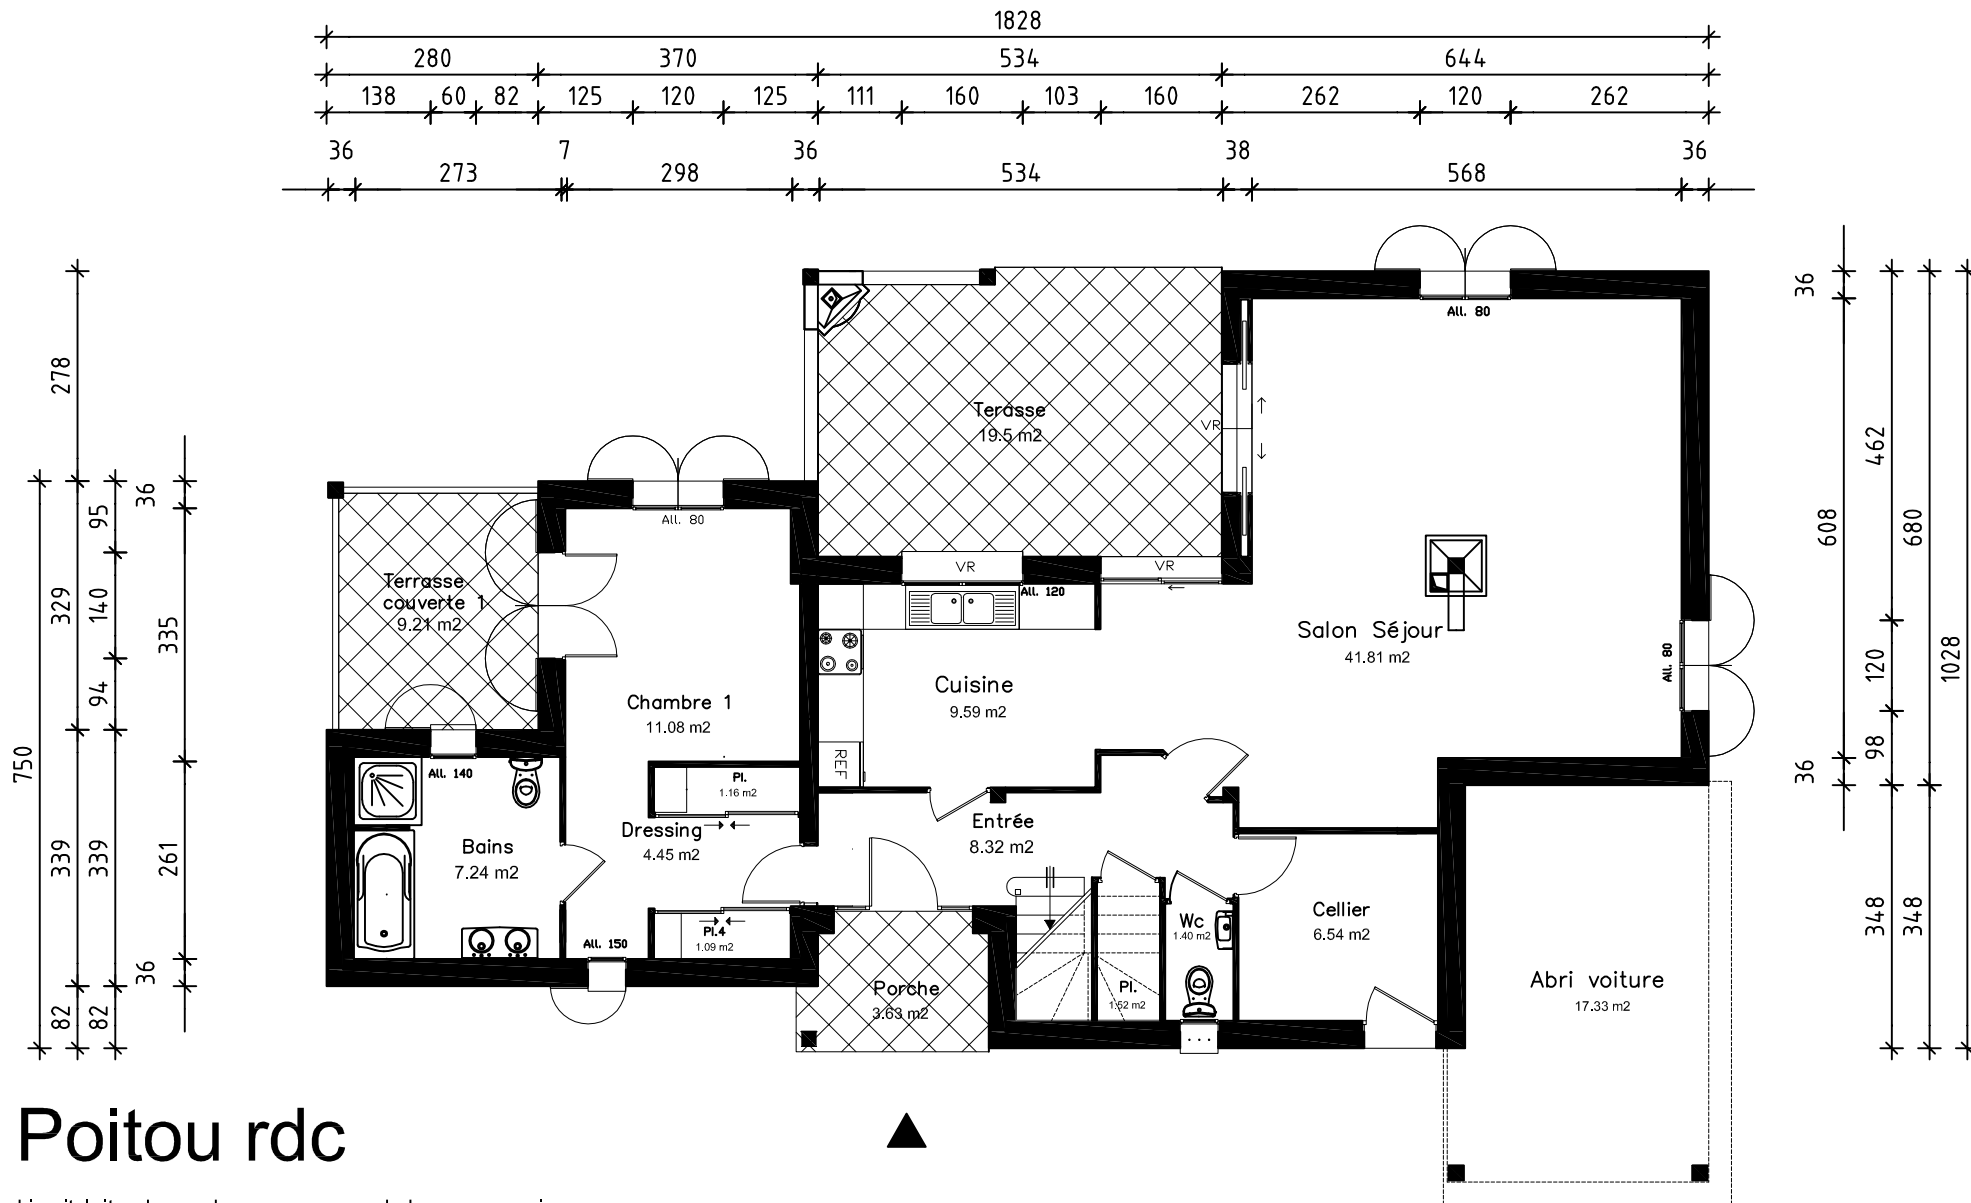 1828
280 370 534 644
138 60 82 125 120 125 111 160 103 160 262 120 262
36 7 36 38 36
273 298 534 568
278
750
329
339
82
95
140
94
339
82
36
335
261
36
36
608
36
462
120
98
348
680
348
1028
All. 80
Terasse
19.5 m2
VR
All. 80
VR
VR
All. 120
Terrasse
couverte 1
9.21 m2
Salon Séjour
41.81 m2
All. 80
Cuisine
9.59 m2
Chambre 1
11.08 m2
REF
All. 140
Pl.
1.16 m2
Dressing
4.45 m2
Entrée
8.32 m2
Bains
7.24 m2
Pl.4
1.09 m2
All. 150
Wc
1.40 m2
Cellier
6.54 m2
Porche
3.63 m2
Pl.
1.52 m2
Abri voiture
17.33 m2
Poitou rdc